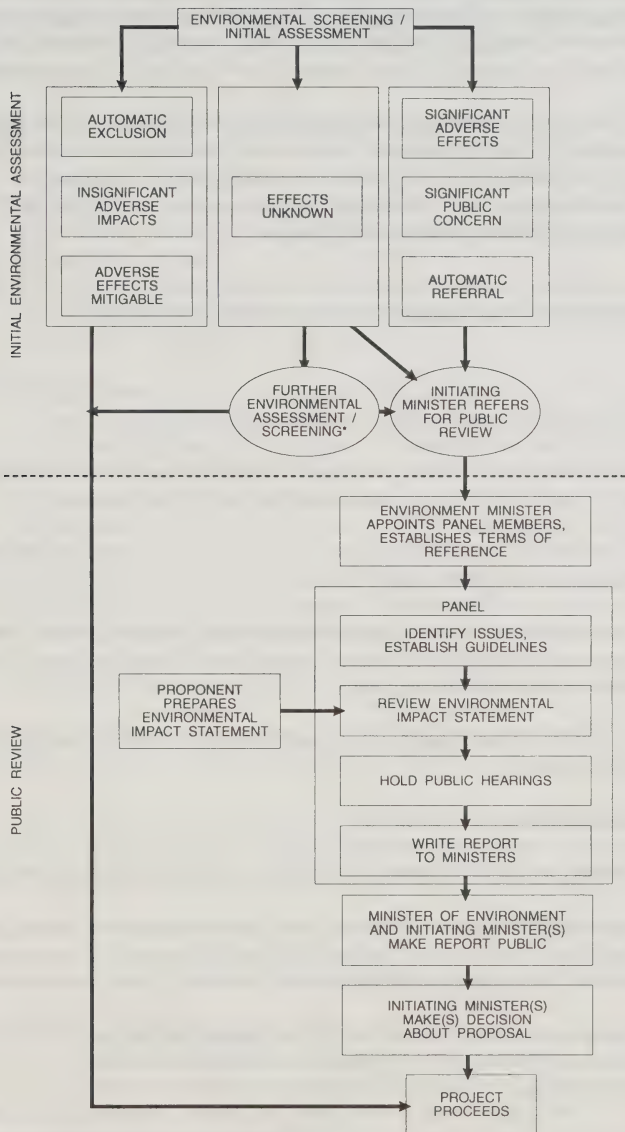 ENVIRONMENTAL SCREENING /
INITIAL ASSESSMENT
INITIAL ENVIRONMENTAL ASSESSMENT
AUTOMATIC
EXCLUSION
INSIGNIFICANT
ADVERSE
IMPACTS
ADVERSE
EFFECTS
MITIGABLE
EFFECTS
UNKNOWN
SIGNIFICANT
ADVERSE
EFFECTS
SIGNIFICANT
PUBLIC
CONCERN
AUTOMATIC
REFERRAL
FURTHER
ENVIRONMENTAL
ASSESSMENT /
SCREENING*
INITIATING
MINISTER REFERS
FOR PUBLIC
REVIEW
PUBLIC REVIEW
ENVIRONMENT MINISTER
APPOINTS PANEL MEMBERS,
ESTABLISHES TERMS OF
REFERENCE
PANEL
IDENTIFY ISSUES,
ESTABLISH GUIDELINES
PROPONENT
PREPARES
ENVIRONMENTAL
IMPACT STATEMENT
REVIEW ENVIRONMENTAL
IMPACT STATEMENT
HOLD PUBLIC HEARINGS
WRITE REPORT
TO MINISTERS
MINISTER OF ENVIRONMENT
AND INITIATING MINISTER(S)
MAKE REPORT PUBLIC
INITIATING MINISTER(S)
MAKE(S) DECISION
ABOUT PROPOSAL
PROJECT
PROCEEDS